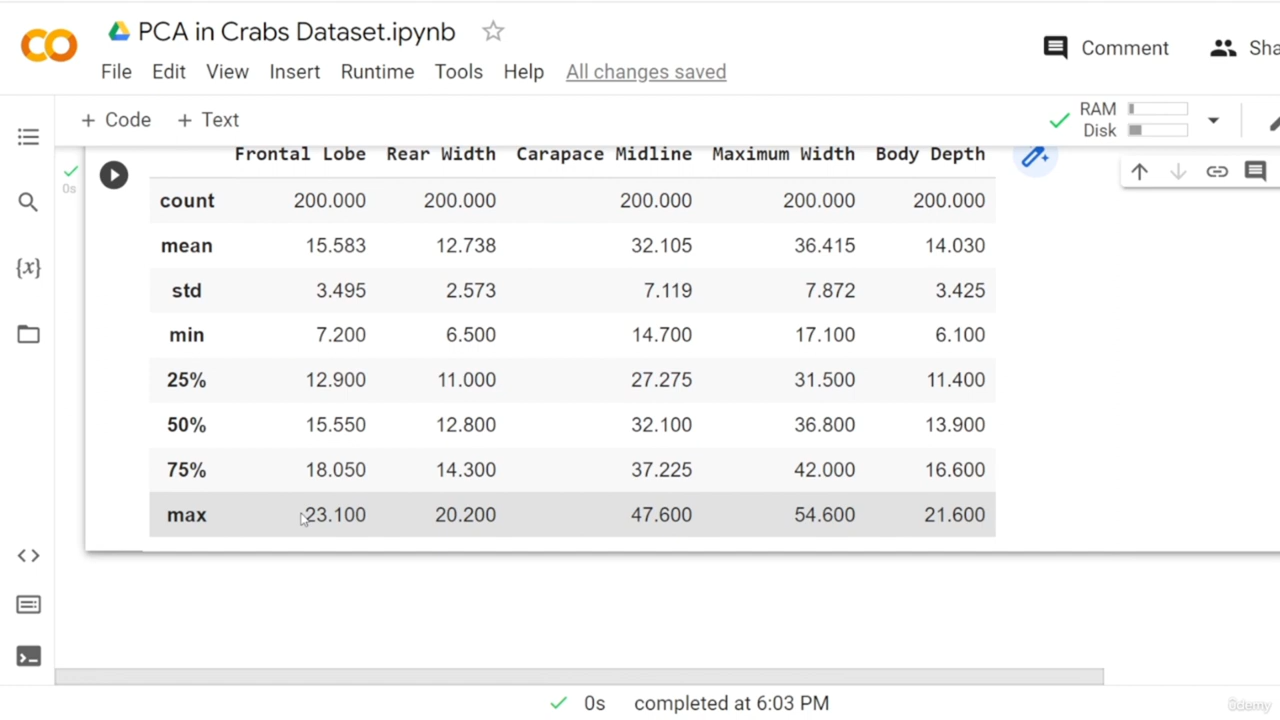 PCA in Crabs Dataset.ipynb
File Edit View Insert Runtime Tools Help All changes saved
Comment
Sha
+ Code + Text
RAM
Disk
0s
Frontal Lobe Rear Width Carapace Midline Maximum Width Body Depth
count 200.000 200.000 200.000 200.000 200.000
mean 15.583 12.738 32.105 36.415 14.030
std 3.495 2.573 7.119 7.872 3.425
min 7.200 6.500 14.700 17.100 6.100
25% 12.900 11.000 27.275 31.500 11.400
50% 15.550 12.800 32.100 36.800 13.900
75% 18.050 14.300 37.225 42.000 16.600
max 23.100 20.200 47.600 54.600 21.600
{x}
0s completed at 6:03 PM
ûdemy